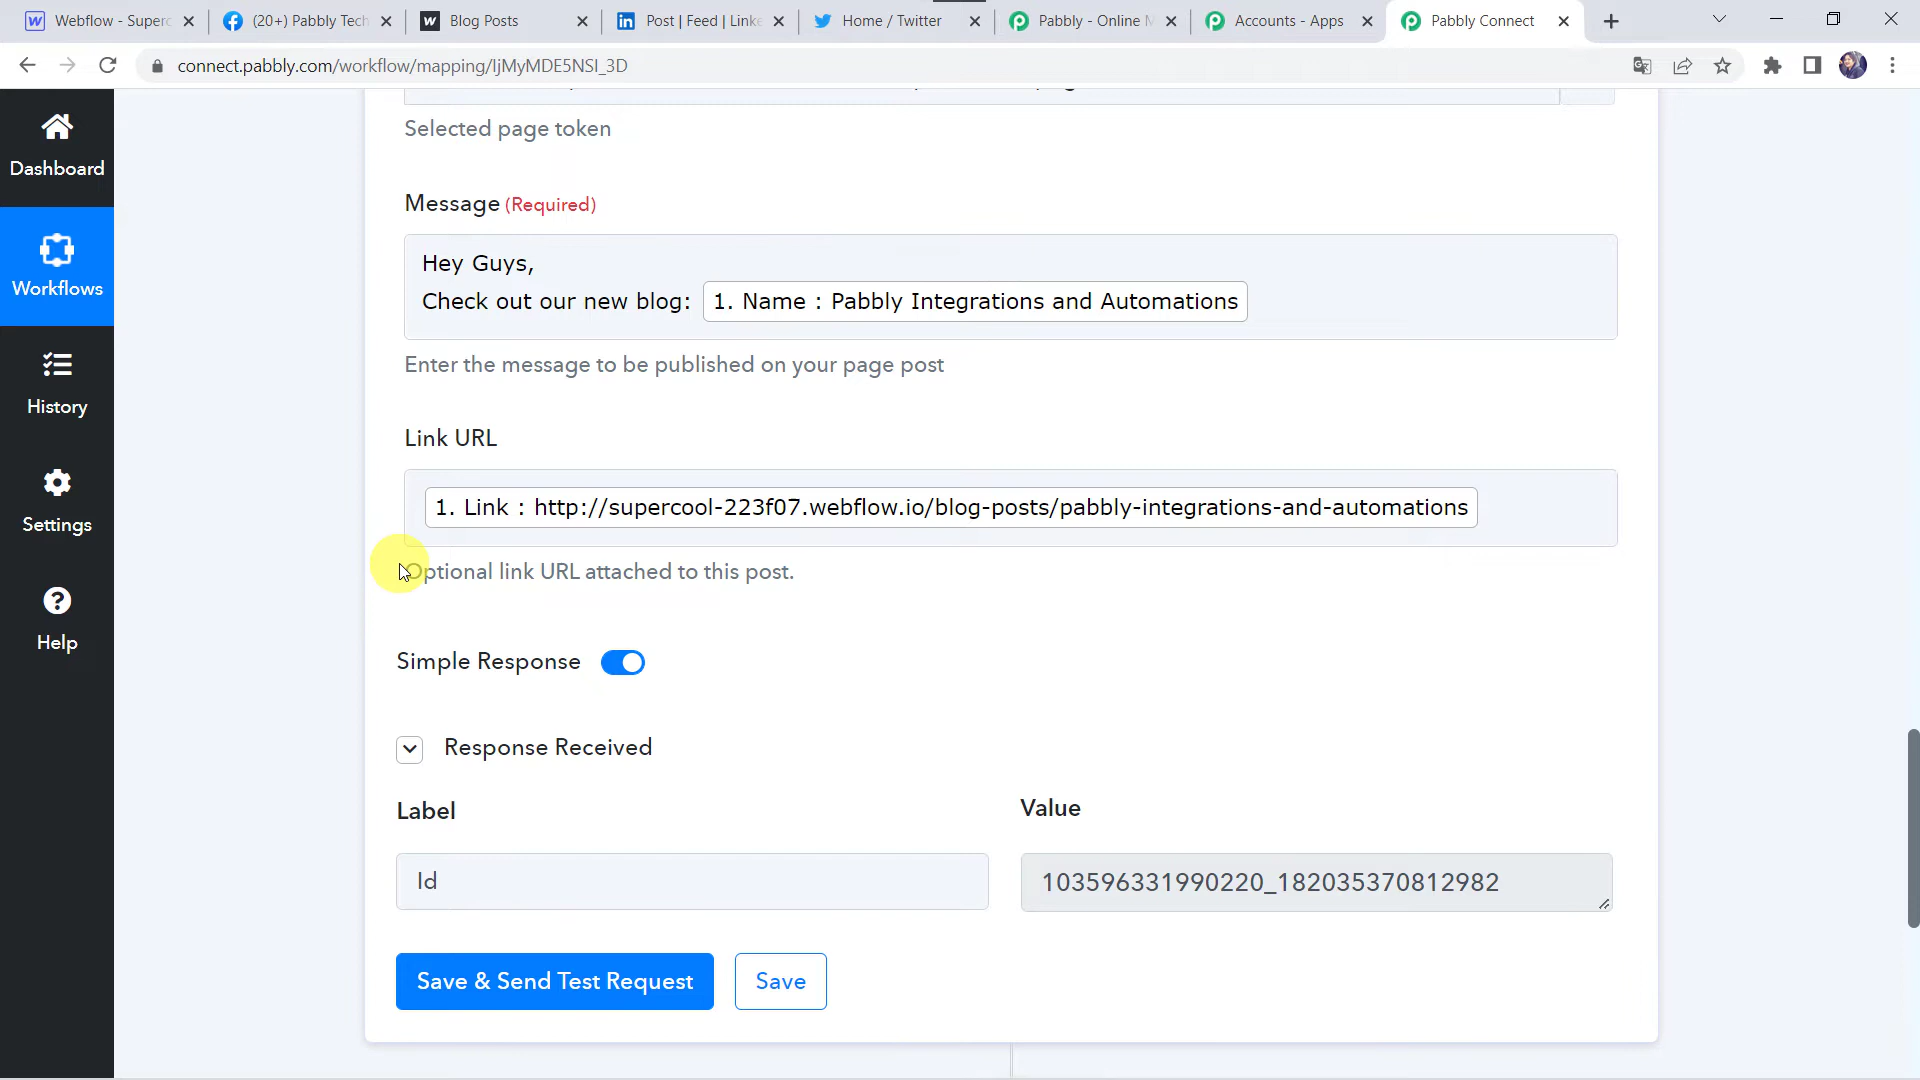 Webflow - Superc
(20+) Pabbly Tech
Blog Posts
Post | Feed | Linke
Home / Twitter
Pabbly - Online M
Accounts - Apps
Pabbly Connect
connect.pabbly.com/workflow/mapping/IjMyMDE5NSI_3D
Dashboard
Workflows
History
Settings
Help
Selected page token
Message (Required)
Hey Guys,
Check out our new blog: 1. Name : Pabbly Integrations and Automations
Enter the message to be published on your page post
Link URL
1. Link : http://supercool-223f07.webflow.io/blog-posts/pabbly-integrations-and-automations
Optional link URL attached to this post.
Simple Response
Response Received
Label
Value
Id
103596331990220_182035370812982
Save & Send Test Request
Save